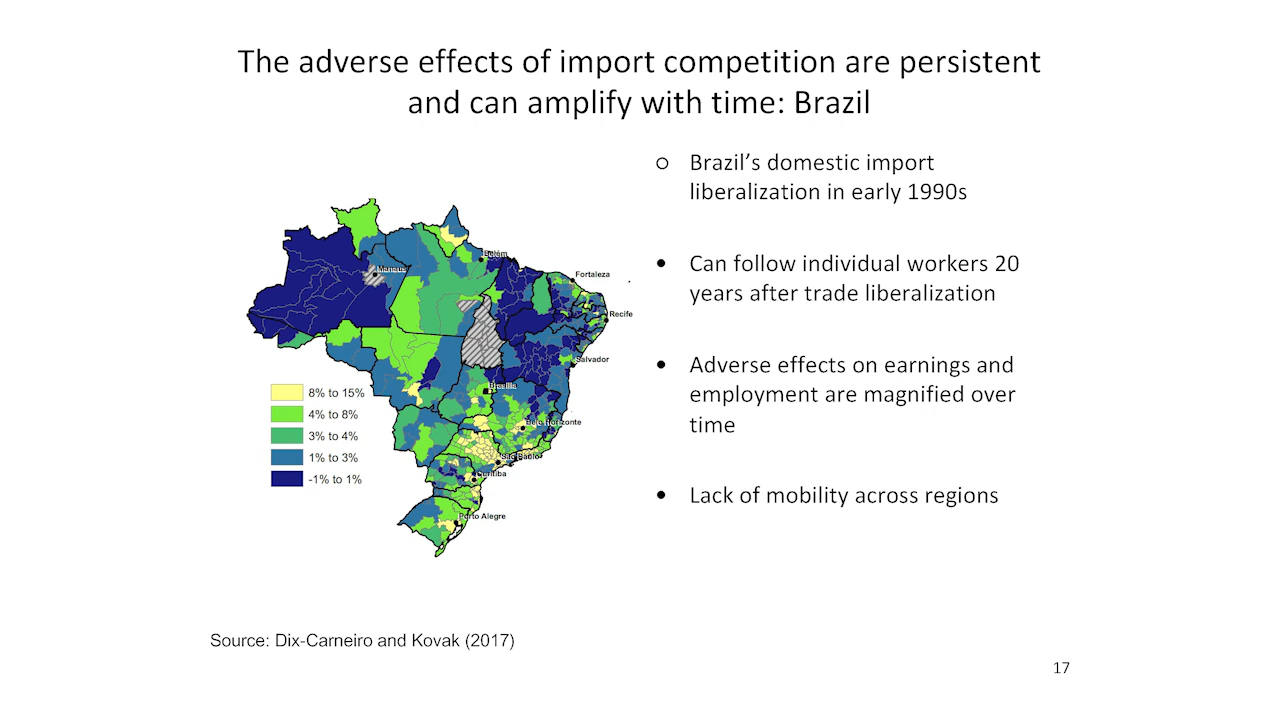 The adverse effects of import competition are persistent
and can amplify with time: Brazil
Brazil’s domestic import
liberalization in early 1990s
Can follow individual workers 20
years after trade liberalization
Adverse effects on earnings and
employment are magnified over
time
Lack of mobility across regions
Belém
Manaus
Fortaleza
Recife
Salvador
Brasília
Belo Horizonte
São Paulo
Curitiba
Porto Alegre
8% to 15%
4% to 8%
3% to 4%
1% to 3%
-1% to 1%
Source: Dix-Carneiro and Kovak (2017)
17